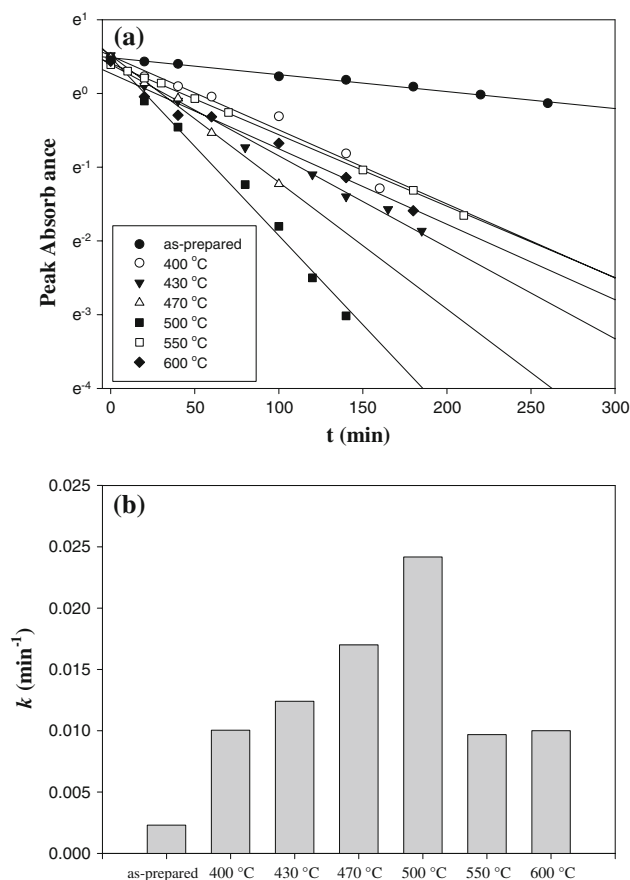 (a)
e¹
e⁰
e⁻¹
e⁻²
e⁻³
e⁻⁴
Peak Absorb ance
as-prepared
400 °C
430 °C
470 °C
500 °C
550 °C
600 °C
0 50 100 150 200 250 300
t (min)
(b)
0.025
0.025
0.020
0.015
0.010
0.005
0.000
k (min⁻¹)
as-prepared 400 °C 430 °C 470 °C 500 °C 550 °C 600 °C